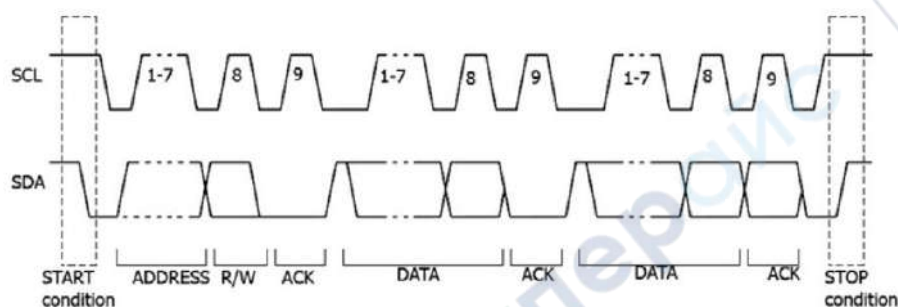 SCL 1-7 8 9 1-7 8 9 1-7 8 9
SDA
START condition ADDRESS R/W ACK DATA ACK DATA ACK STOP condition